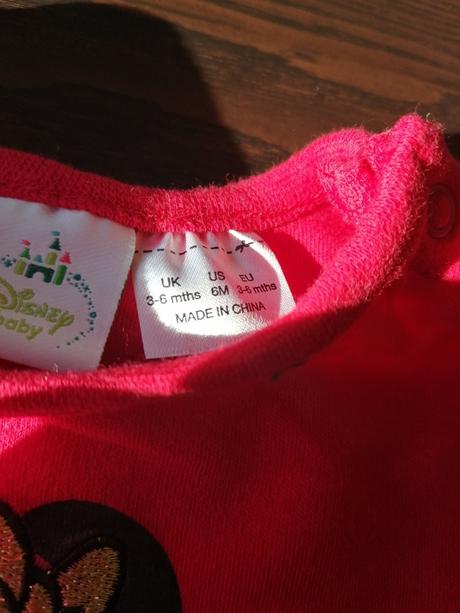 Disney
baby
UK US EU
3-6 mths 6M 3-6 mths
MADE IN CHINA